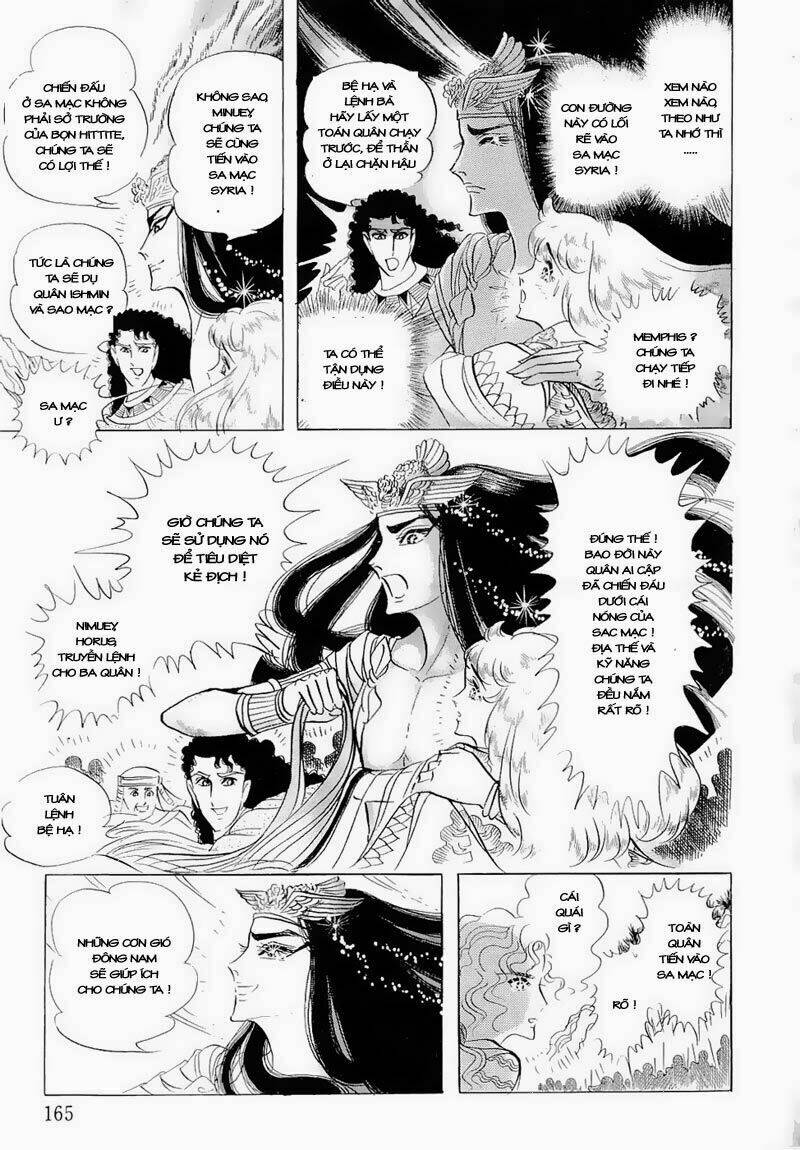 XEM NÀO
XEM NÀO,
THEO NHƯ
TA NHỚ THÌ
.....
CON ĐƯỜNG
NÀY CÓ LỐI
RẼ VÀO
SA MẠC
SYRIA !
BỆ HẠ VÀ
LỆNH BÀ
HÃY LẤY MỘT
TOÁN QUÂN CHẠY
TRƯỚC, ĐỂ THẦN
Ở LẠI CHẶN HẬU
MEMPHIS ?
CHÚNG TA
CHẠY TIẾP
ĐI NHÉ !
TA CÓ THỂ
TẬN DỤNG
ĐIỀU NÀY !
KHÔNG SAO,
MINUEY,
CHÚNG TA
SẼ CÙNG
TIẾN VÀO
SA MẠC
SYRIA !
CHIẾN ĐẤU
Ở SA MẠC KHÔNG
PHẢI SỞ TRƯỜNG
CỦA BỌN HITTITE,
CHÚNG TA SẼ
CÓ LỢI THẾ !
TỨC LÀ CHÚNG
TA SẼ DỤ
QUÂN ISHMIN
VÀ SAO MẠC ?
SA MẠC
Ư ?
ĐÚNG THẾ !
BAO ĐỜI NÀY
QUÂN AI CẬP
ĐÃ CHIẾN ĐÁU
DƯỚI CÁI
NÓNG CỦA
SAC MẠC !
ĐỊA THẾ VÀ
KỸ NĂNG
CHÚNG TA
ĐỀU NẮM
RẤT RÕ !
GIỜ CHÚNG TA
SẼ SỬ DỤNG NÓ
ĐỂ TIÊU DIỆT
KẺ ĐỊCH !
NIMUEY,
HORUS,
TRUYỀN LỆNH
CHO BA QUÂN !
TUÂN
LỆNH
BỆ HẠ !
TOÀN
QUÂN
TIẾN VÀO
SA MẠC !
RÕ !
CÁI
QUÁI
GÌ ?
NHỮNG CƠN GIÓ
ĐÔNG NAM
SẼ GIÚP ÍCH
CHO CHÚNG TA !
165